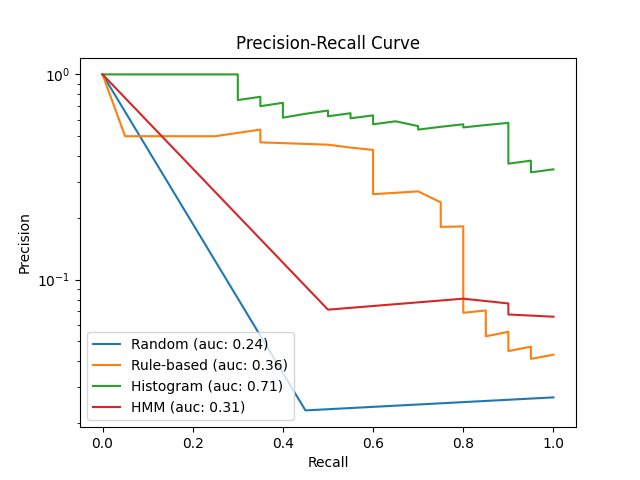 Precision-Recall Curve
10⁰
10⁻¹
Precision
Random (auc: 0.24)
Rule-based (auc: 0.36)
Histogram (auc: 0.71)
HMM (auc: 0.31)
0.0 0.2 0.4 0.6 0.8 1.0
Recall